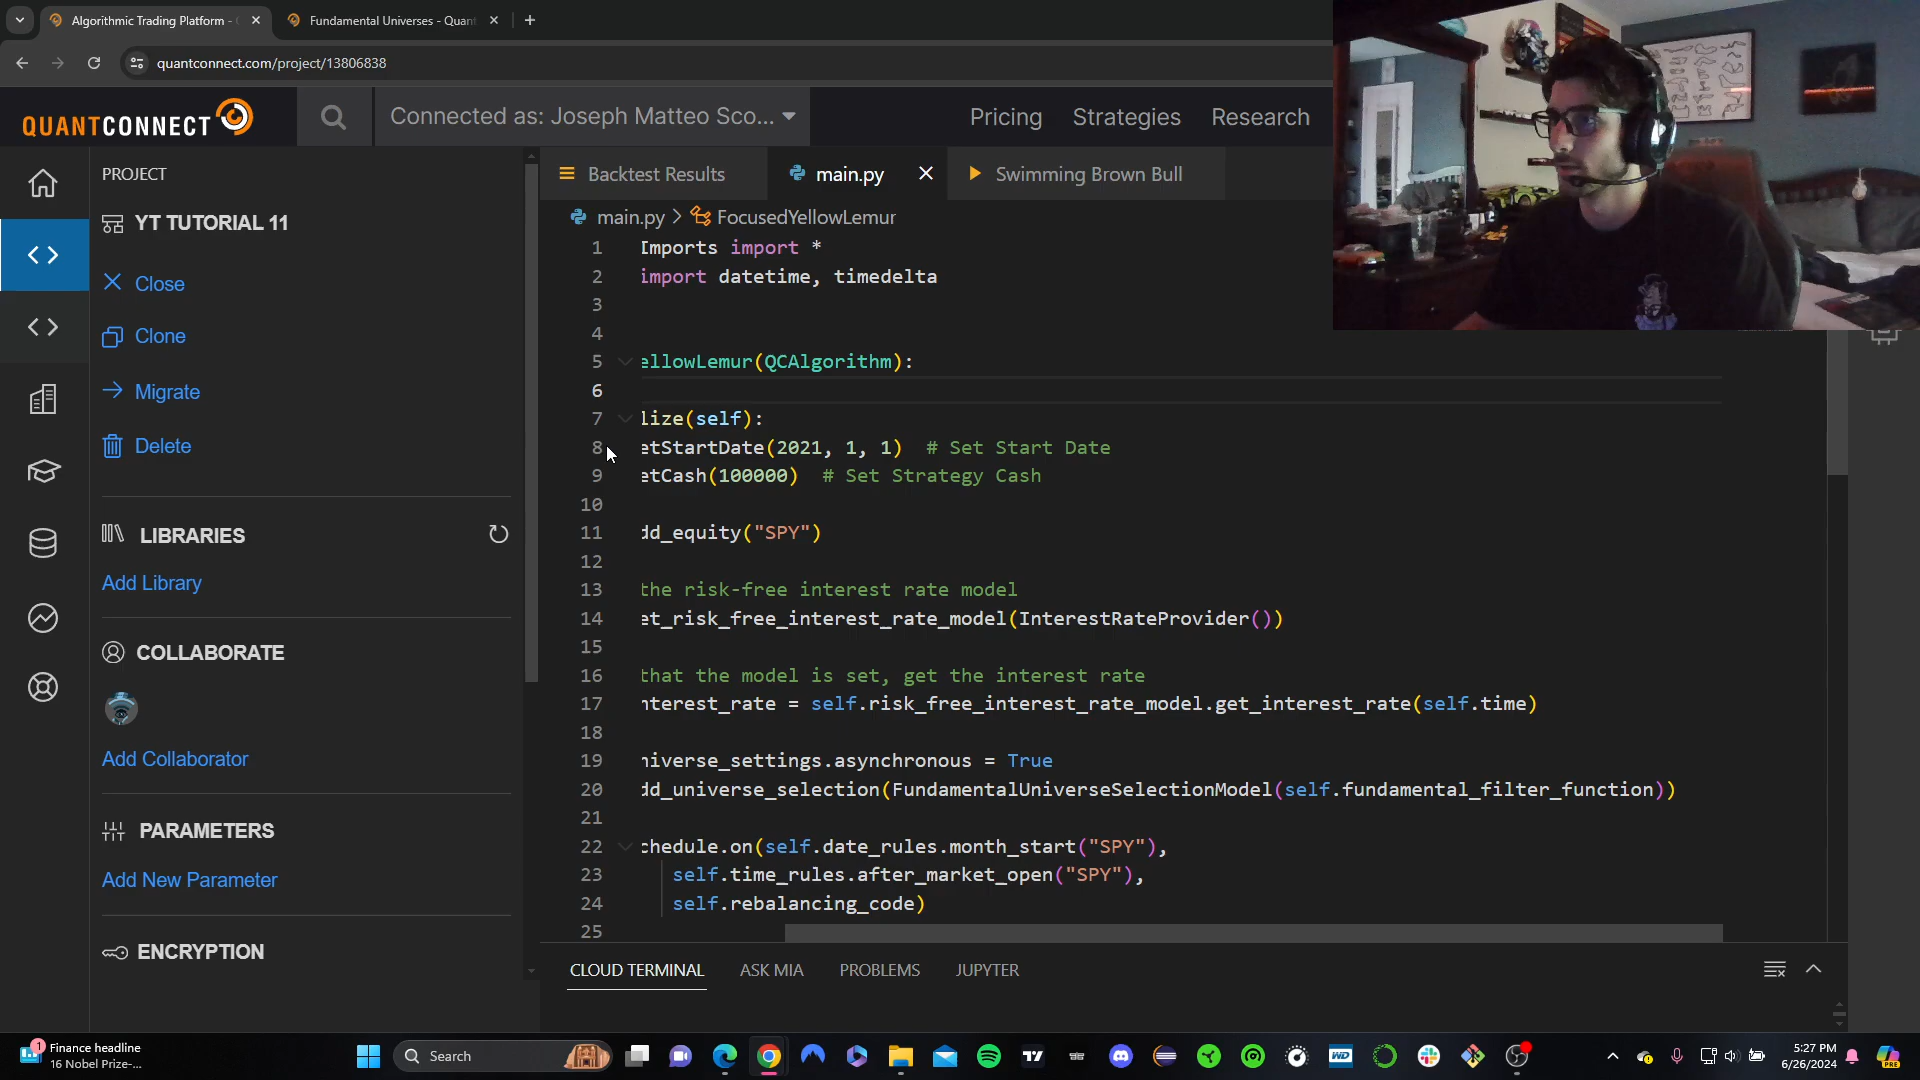 Algorithmic Trading Platform -
Fundamental Universes - Quant
quantconnect.com/project/13806838
QUANTCONNECT
Connected as: Joseph Matteo Sco...
Pricing
Strategies
Research
PROJECT
YT TUTORIAL 11
Close
Clone
Migrate
Delete
LIBRARIES
Add Library
COLLABORATE
Add Collaborator
PARAMETERS
Add New Parameter
ENCRYPTION
Backtest Results
main.py
Swimming Brown Bull
main.py > FocusedYellowLemur
1 Imports import *
2 import datetime, timedelta
3
4
5 ellowLemur(QCAlgorithm):
6
7 lize(self):
8 etStartDate(2021, 1, 1) # Set Start Date
9 etCash(100000) # Set Strategy Cash
10
11 dd_equity("SPY")
12
13 the risk-free interest rate model
14 et_risk_free_interest_rate_model(InterestRateProvider())
15
16 that the model is set, get the interest rate
17 nterest_rate = self.risk_free_interest_rate_model.get_interest_rate(self.time)
18
19 niverse_settings.asynchronous = True
20 dd_universe_selection(FundamentalUniverseSelectionModel(self.fundamental_filter_function))
21
22 chedule.on(self.date_rules.month_start("SPY"),
23 self.time_rules.after_market_open("SPY"),
24 self.rebalancing_code)
25
CLOUD TERMINAL
ASK MIA
PROBLEMS
JUPYTER
1
Finance headline
16 Nobel Prize-...
Search
WD
PRE
5:27 PM
6/26/2024